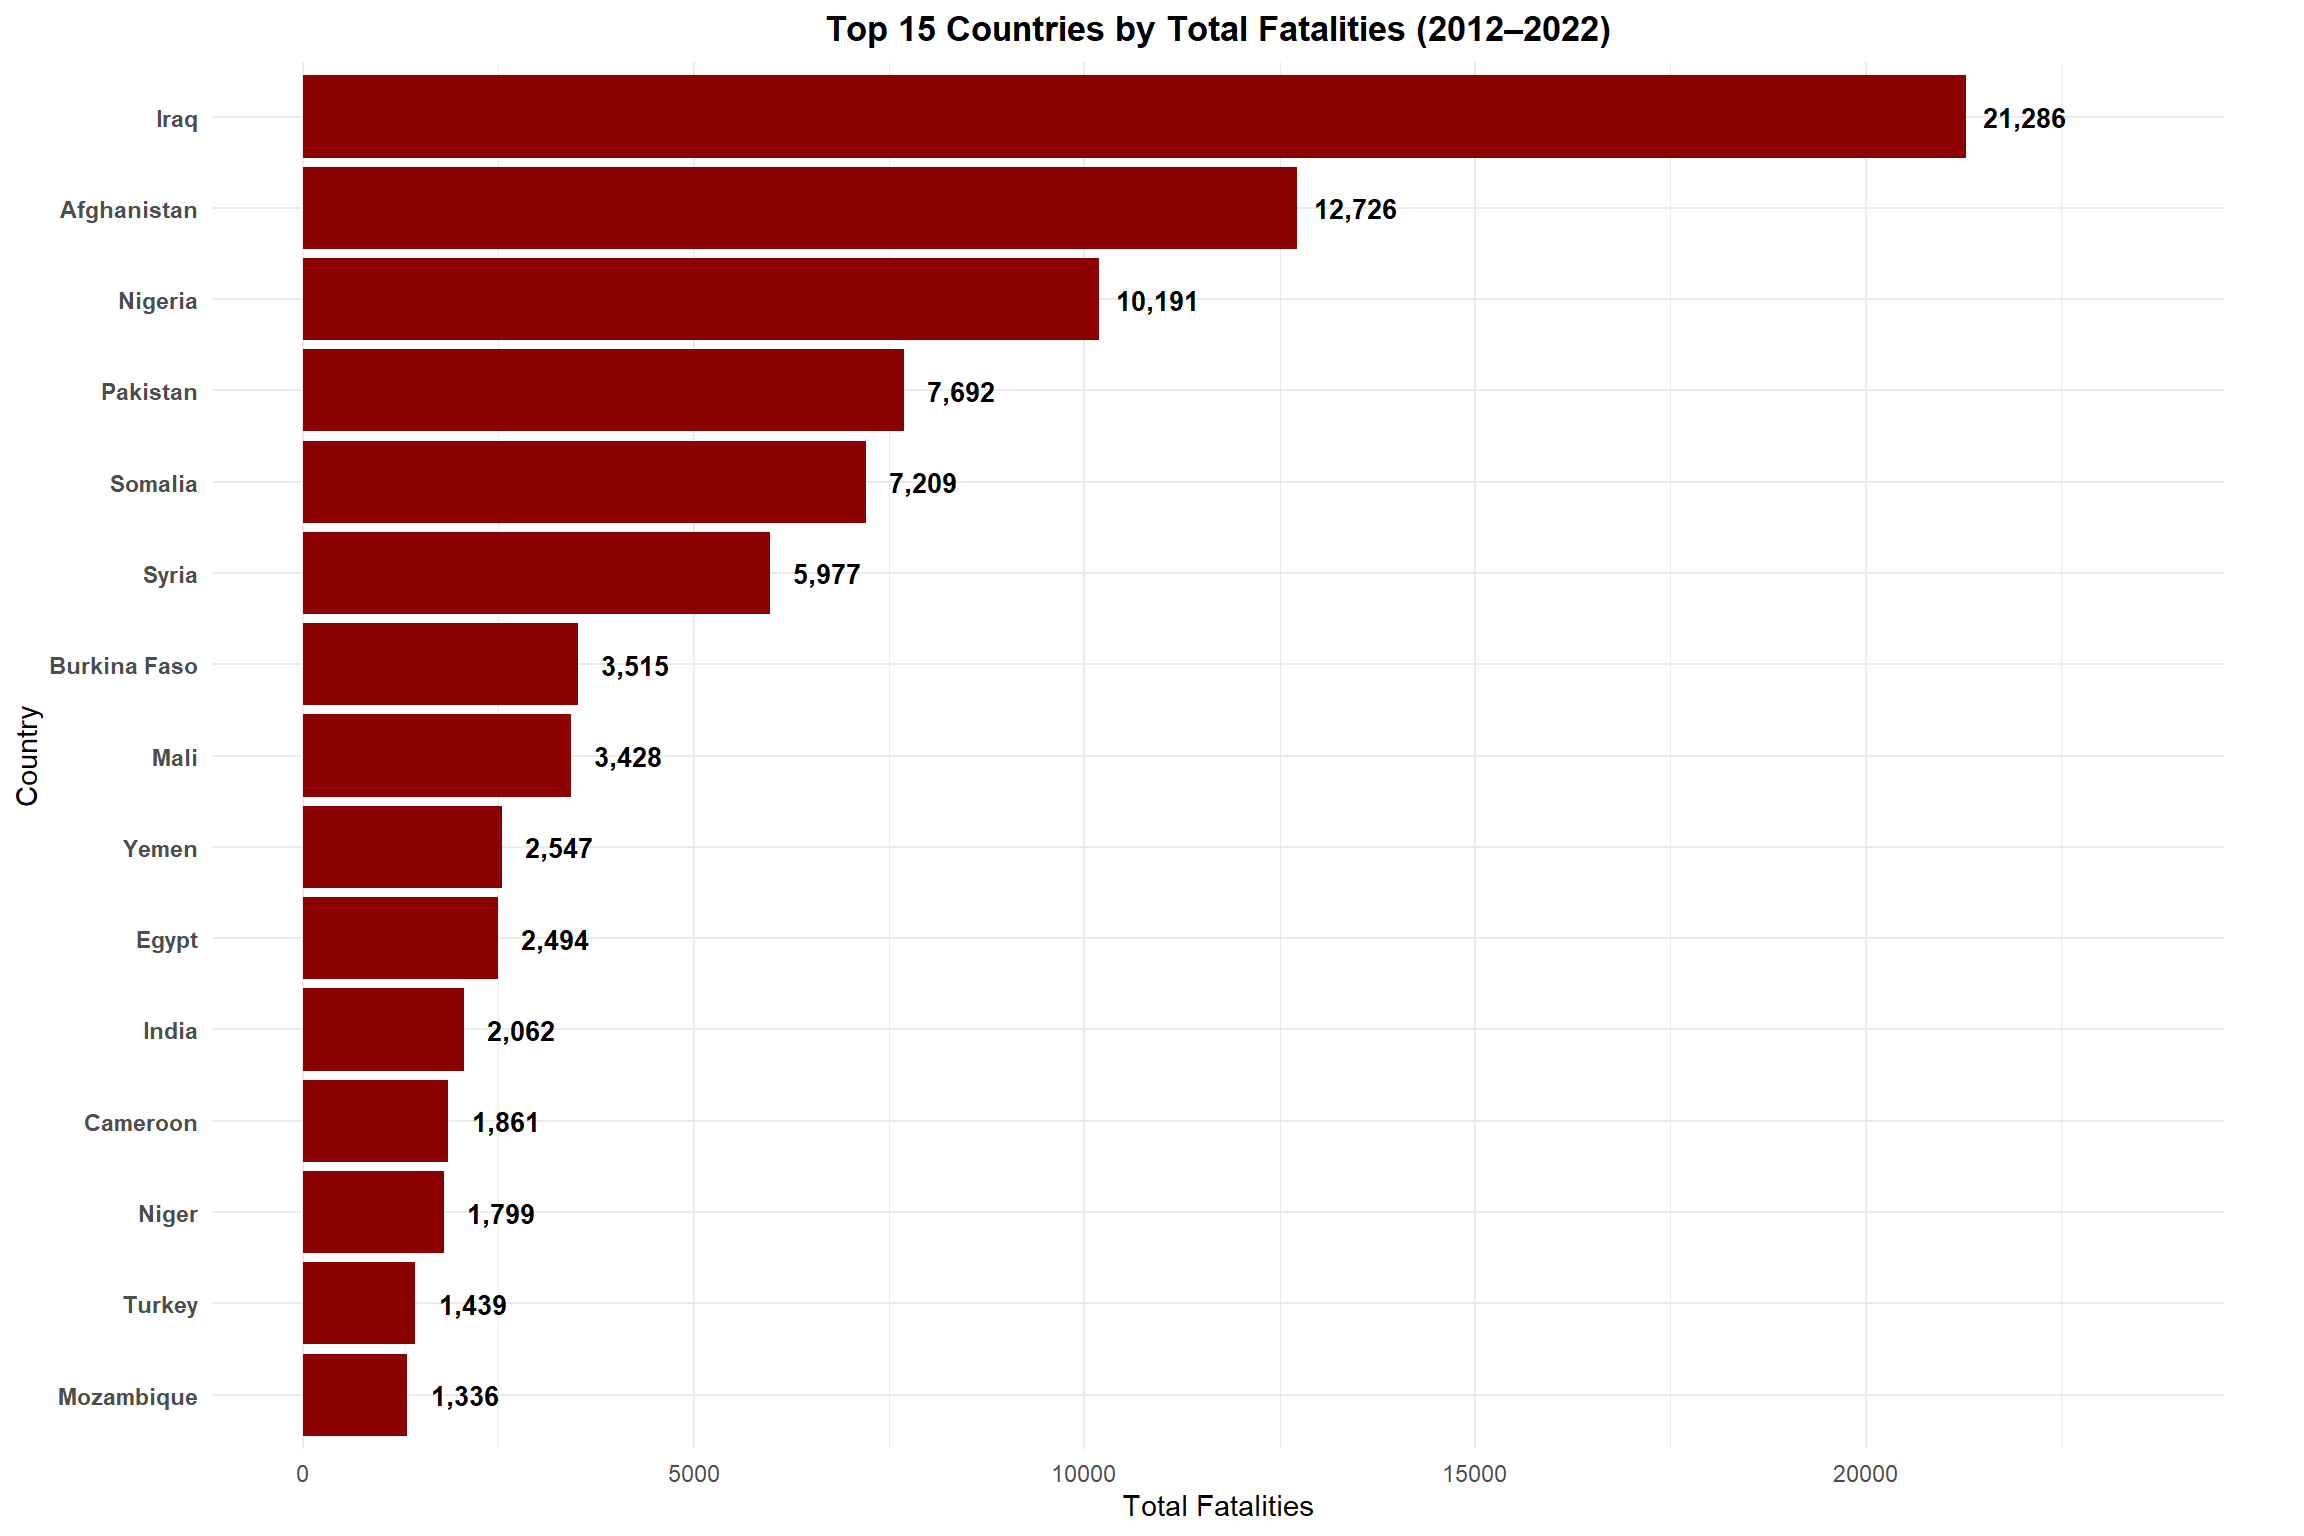 Top 15 Countries by Total Fatalities (2012–2022)
Iraq 21,286
Afghanistan 12,726
Nigeria 10,191
Pakistan 7,692
Somalia 7,209
Syria 5,977
Burkina Faso 3,515
Mali 3,428
Yemen 2,547
Egypt 2,494
India 2,062
Cameroon 1,861
Niger 1,799
Turkey 1,439
Mozambique 1,336
Country
0 5000 10000 15000 20000
Total Fatalities